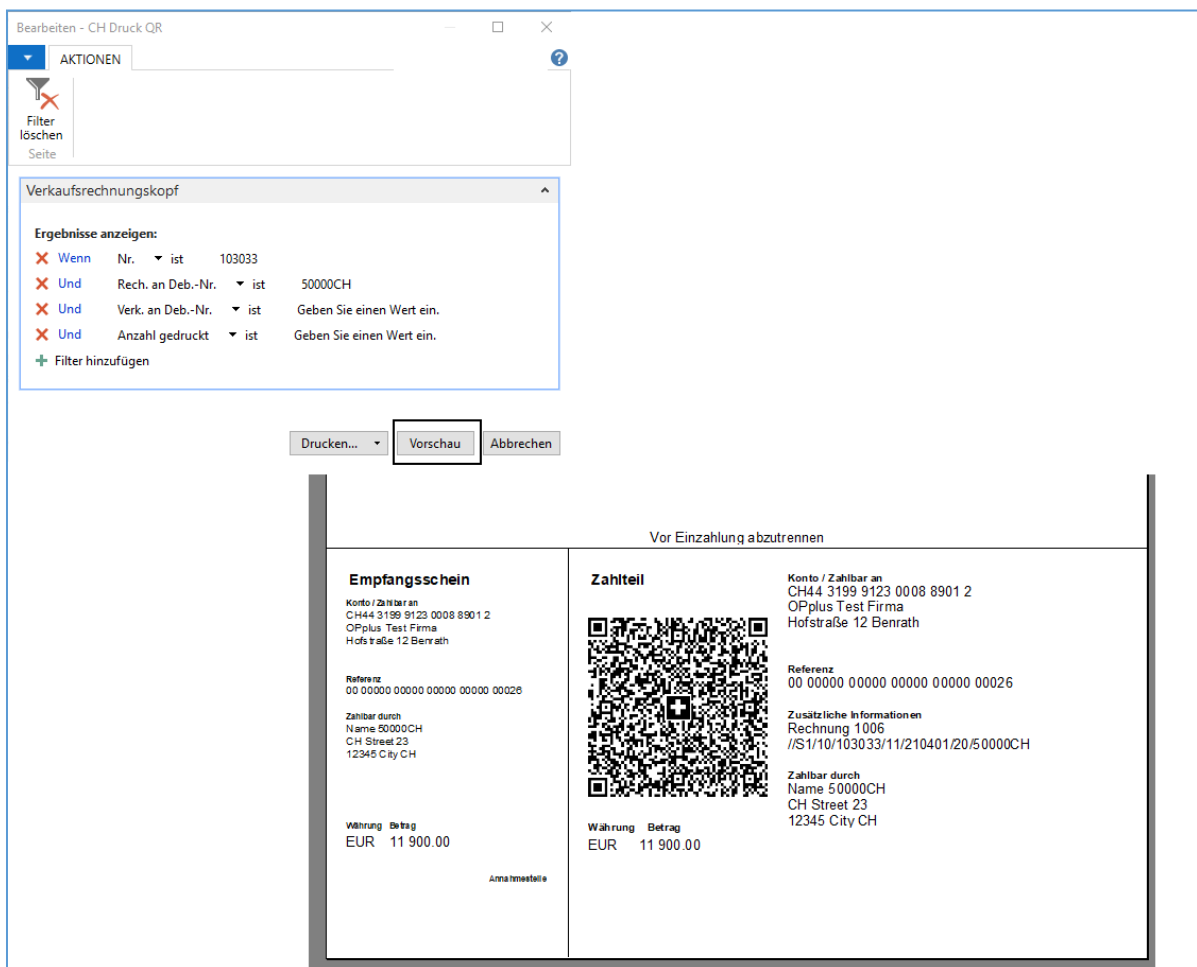 Bearbeiten - CH Druck QR
AKTIONEN
Filter
löschen
Seite
Verkaufsrechnungskopf
Ergebnisse anzeigen:
Wenn Nr. ist 103033
Und Rech. an Deb.-Nr. ist 50000CH
Und Verk. an Deb.-Nr. ist Geben Sie einen Wert ein.
Und Anzahl gedruckt ist Geben Sie einen Wert ein.
Filter hinzufügen
Drucken... Vorschau Abbrechen
Vor Einzahlung abzutrennen
Empfangsschein
Konto / Zahlbar an
CH44 3199 9123 0008 8901 2
OPplus Test Firma
Hofstraße 12 Benrath
Referenz
00 00000 00000 00000 00000 00026
Zahlbar durch
Name 50000CH
CH Street 23
12345 City CH
Währung Betrag
EUR 11 900.00
Annahmestelle
Zahlteil
Währung Betrag
EUR 11 900.00
Konto / Zahlbar an
CH44 3199 9123 0008 8901 2
OPplus Test Firma
Hofstraße 12 Benrath
Referenz
00 00000 00000 00000 00000 00026
Zusätzliche Informationen
Rechnung 1006
//S1/10/103033/11/210401/20/50000CH
Zahlbar durch
Name 50000CH
CH Street 23
12345 City CH